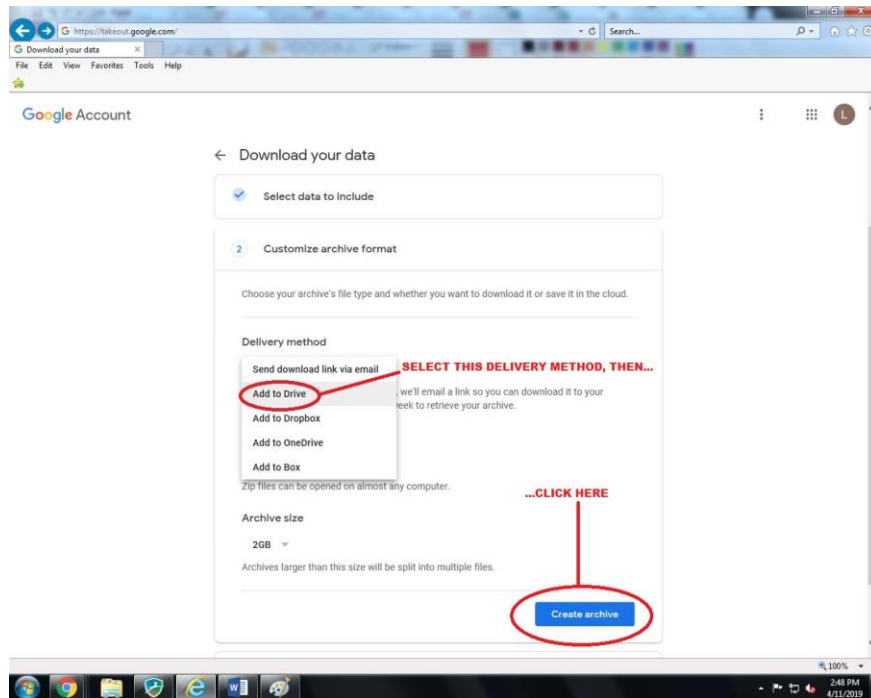 https://takeout.google.com/
Search...
Download your data
File Edit View Favorites Tools Help
Google Account
L
Download your data
Select data to include
2 Customize archive format
Choose your archive's file type and whether you want to download it or save it in the cloud.
Delivery method
Send download link via email
SELECT THIS DELIVERY METHOD, THEN...
Add to Drive
, we'll email a link so you can download it to your
week to retrieve your archive.
Add to Dropbox
Add to OneDrive
Add to Box
Zip files can be opened on almost any computer.
...CLICK HERE
Archive size
2GB
Archives larger than this size will be split into multiple files.
Create archive
100%
2:48 PM
4/11/2019